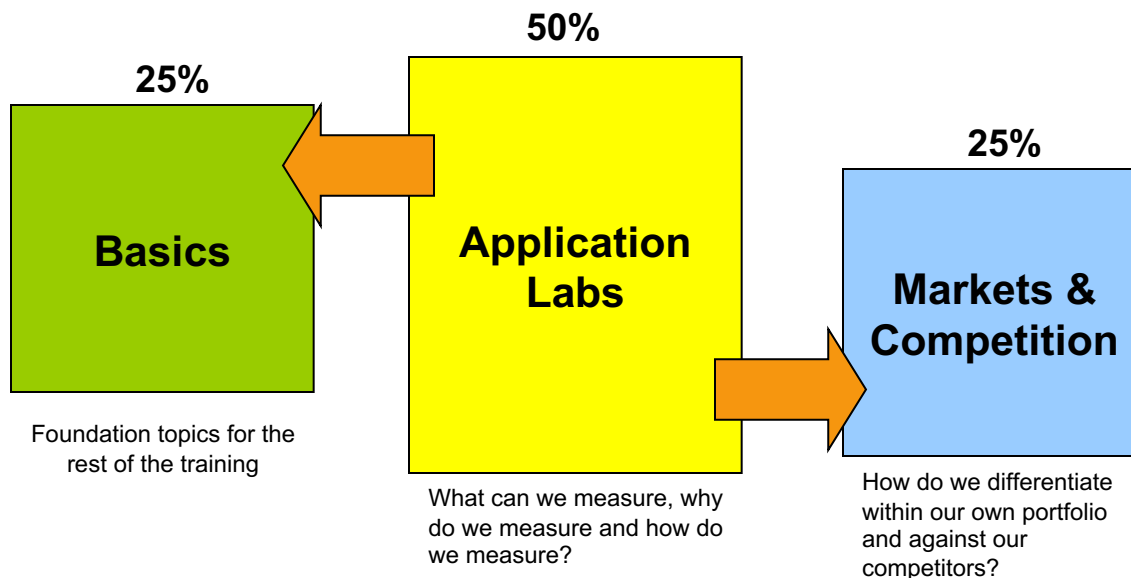 25%
Basics
Foundation topics for the
rest of the training
50%
Application
Labs
What can we measure, why
do we measure and how do
we measure?
25%
Markets &
Competition
How do we differentiate
within our own portfolio
and against our
competitors?